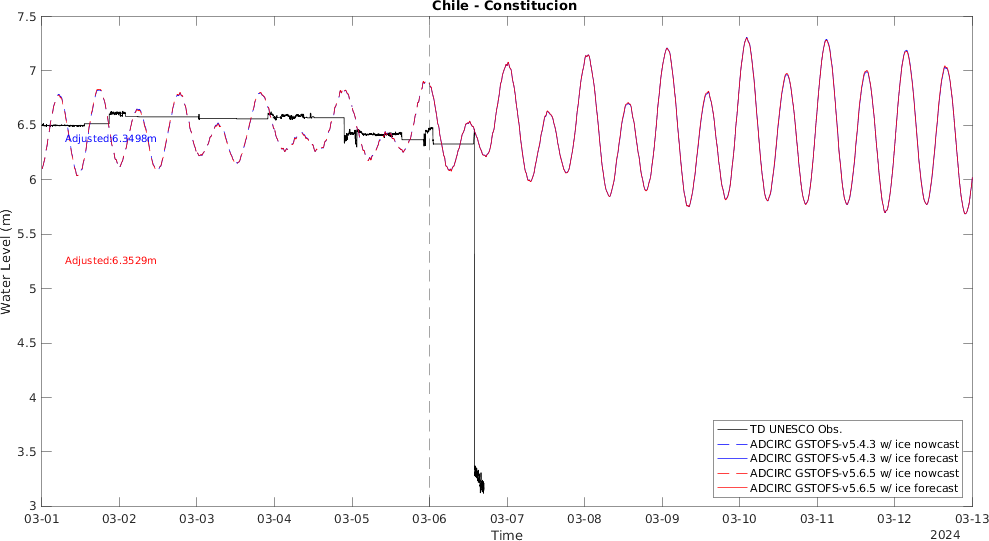 Chile - Constitucion
7.5
7
6.5
6
5.5
5
4.5
4
3.5
3
Water Level (m)
Adjusted:6.3498m
Adjusted:6.3529m
TD UNESCO Obs.
ADCIRC GSTOFS-v5.4.3 w/ ice nowcast
ADCIRC GSTOFS-v5.4.3 w/ ice forecast
ADCIRC GSTOFS-v5.6.5 w/ ice nowcast
ADCIRC GSTOFS-v5.6.5 w/ ice forecast
03-01 03-02 03-03 03-04 03-05 03-06 03-07 03-08 03-09 03-10 03-11 03-12 03-13
Time
2024